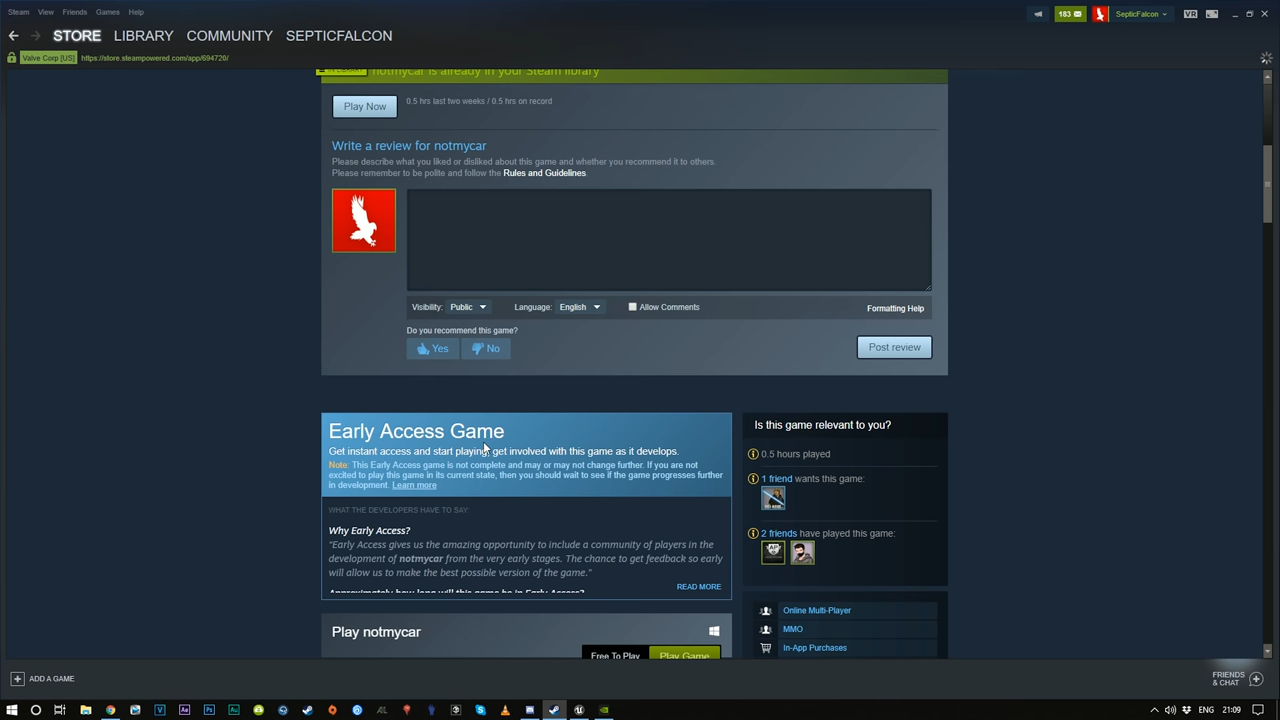 Steam View Friends Games Help
183 SepticFalcon VR
STORE LIBRARY COMMUNITY SEPTICFALCON
Valve Corp [US] https://store.steampowered.com/app/694720/
notmycar is already in your Steam library
Play Now 0.5 hrs last two weeks / 0.5 hrs on record
Write a review for notmycar
Please describe what you liked or disliked about this game and whether you recommend it to others.
Please remember to be polite and follow the Rules and Guidelines.
Visibility: Public Language: English Allow Comments Formatting Help
Do you recommend this game?
Yes No Post review
Early Access Game
Get instant access and start playing; get involved with this game as it develops.
Note: This Early Access game is not complete and may or may not change further. If you are not
excited to play this game in its current state, then you should wait to see if the game progresses further
in development. Learn more
WHAT THE DEVELOPERS HAVE TO SAY:
Why Early Access?
“Early Access gives us the amazing opportunity to include a community of players in the
development of notmycar from the very early stages. The chance to get feedback so early
will allow us to make the best possible version of the game.”
Approximately how long will this game be in Early Access?
READ MORE
Play notmycar
Free To Play Play Game
Is this game relevant to you?
0.5 hours played
1 friend wants this game:
2 friends have played this game:
Online Multi-Player
MMO
In-App Purchases
ADD A GAME
FRIENDS
& CHAT
ENG 21:09